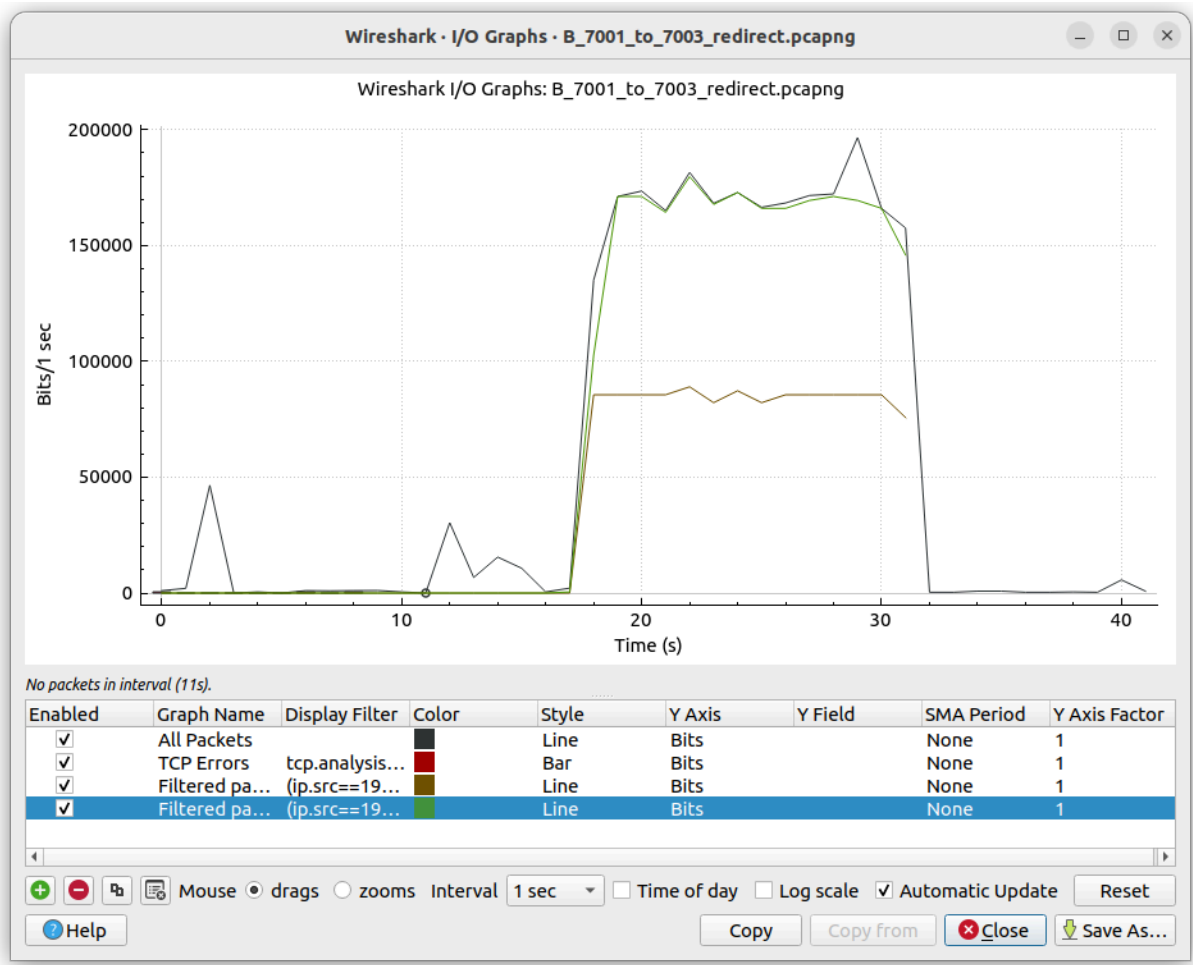 Wireshark · I/O Graphs · B_7001_to_7003_redirect.pcapng
Wireshark I/O Graphs: B_7001_to_7003_redirect.pcapng
200000
150000
100000
50000
0
Bits/1 sec
0 10 20 30 40
Time (s)
No packets in interval (11s).
Enabled Graph Name Display Filter Color Style Y Axis Y Field SMA Period Y Axis Factor
All Packets Line Bits None 1
TCP Errors tcp.analysis... Bar Bits None 1
Filtered pa... (ip.src==19... Line Bits None 1
Filtered pa... (ip.src==19... Line Bits None 1
Mouse drags zooms Interval 1 sec Time of day Log scale Automatic Update Reset
Help Copy Copy from Close Save As...